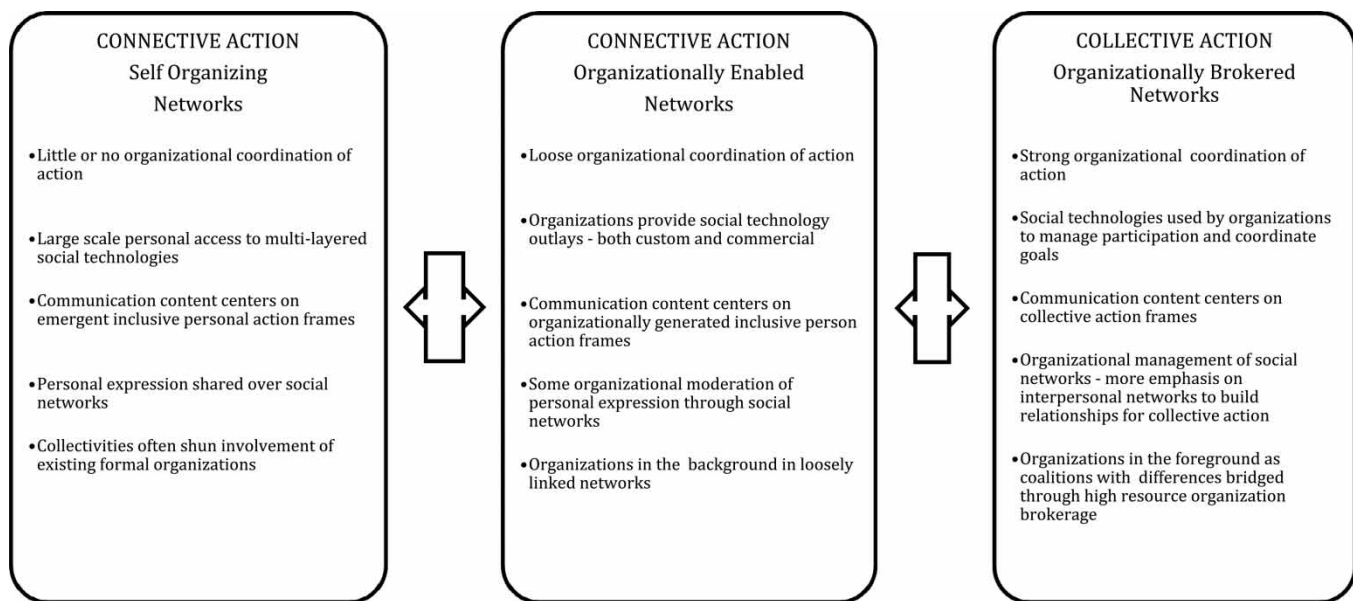 CONNECTIVE ACTION
Self Organizing
Networks
•Little or no organizational coordination of
action
•Large scale personal access to multi-layered
social technologies
•Communication content centers on
emergent inclusive personal action frames
•Personal expression shared over social
networks
•Collectivities often shun involvement of
existing formal organizations
CONNECTIVE ACTION
Organizationally Enabled
Networks
•Loose organizational coordination of action
•Organizations provide social technology
outlays - both custom and commercial
•Communication content centers on
organizationally generated inclusive person
action frames
•Some organizational moderation of
personal expression through social
networks
•Organizations in the background in loosely
linked networks
COLLECTIVE ACTION
Organizationally Brokered
Networks
•Strong organizational coordination of
action
•Social technologies used by organizations
to manage participation and coordinate
goals
•Communication content centers on
collective action frames
•Organizational management of social
networks - more emphasis on
interpersonal networks to build
relationships for collective action
•Organizations in the foreground as
coalitions with differences bridged
through high resource organization
brokerage